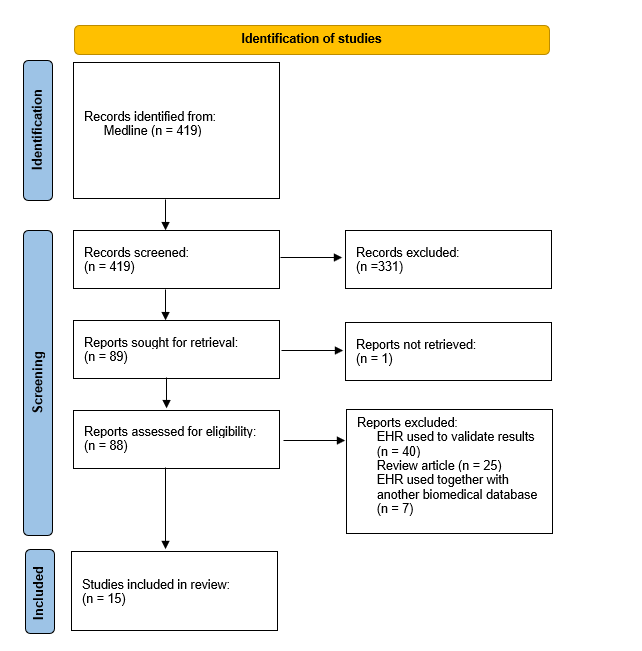 Identification of studies
Identification
Records identified from:
Medline (n = 419)
Screening
Records screened:
(n = 419)
Records excluded:
(n =331)
Reports sought for retrieval:
(n = 89)
Reports not retrieved:
(n = 1)
Reports assessed for eligibility:
(n = 88)
Reports excluded:
EHR used to validate results
(n = 40)
Review article (n = 25)
EHR used together with
another biomedical database
(n = 7)
Included
Studies included in review:
(n = 15)